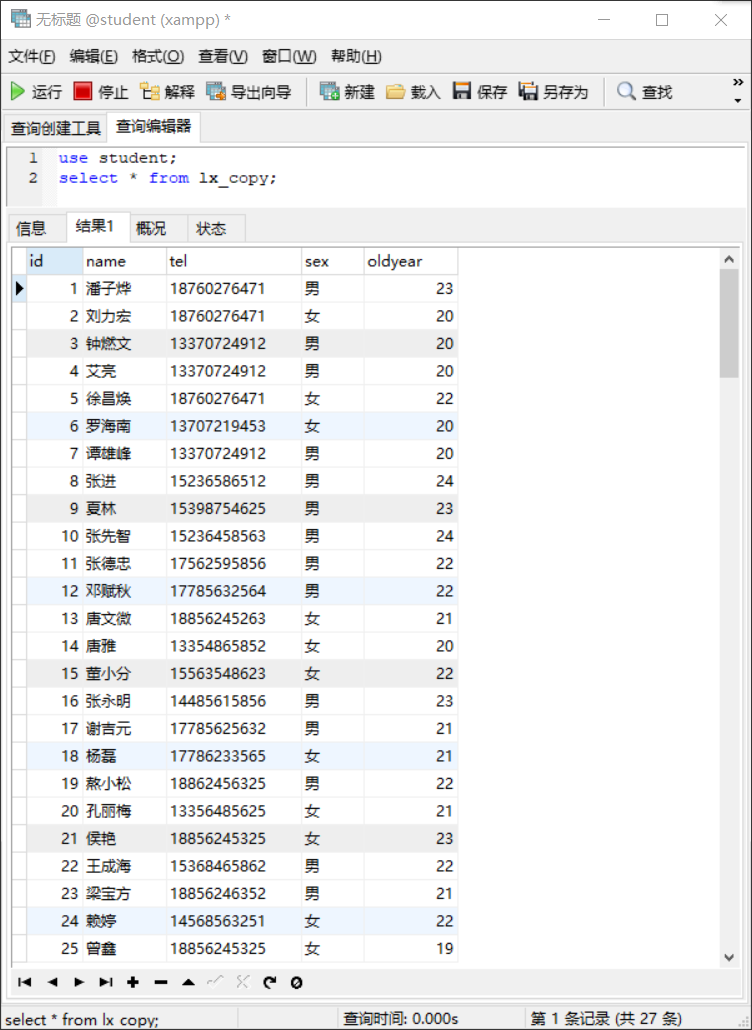 无标题 @student (xampp) *
文件(F) 编辑(E) 格式(O) 查看(V) 窗口(W) 帮助(H)
运行 停止 解释 导出向导 新建 载入 保存 另存为 查找 »
查询创建工具 查询编辑器
1 use student;
2 select * from lx_copy;
信息 结果1 概况 状态
id name tel sex oldyear
1 潘子烨 18760276471 男 23
2 刘力宏 18760276471 女 20
3 钟燃文 13370724912 男 20
4 艾亮 13370724912 男 20
5 徐昌焕 18760276471 女 22
6 罗海南 13707219453 女 20
7 谭雄峰 13370724912 男 20
8 张进 15236586512 男 24
9 夏林 15398754625 男 23
10 张先智 15236458563 男 24
11 张德忠 17562595856 男 22
12 邓赋秋 17785632564 男 22
13 唐文微 18856245263 女 21
14 唐雅 13354865852 女 20
15 董小分 15563548623 女 22
16 张永明 14485615856 男 23
17 谢吉元 17785625632 男 21
18 杨磊 17786233565 女 21
19 熬小松 18862456325 男 22
20 孔丽梅 13356485625 女 21
21 侯艳 18856245325 女 23
22 王成海 15368465862 男 22
23 梁宝方 18856246352 男 21
24 赖婷 14568563251 女 22
25 曾鑫 18856245325 女 19
select * from lx_copy; 查询时间: 0.000s 第 1 条记录 (共 27 条)